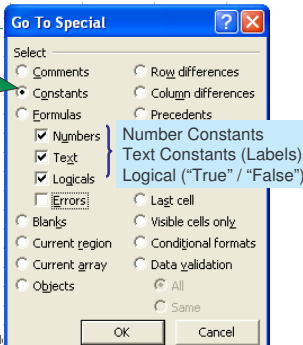 Go To Special
Select
Comments
Row differences
Constants
Column differences
Formulas
Precedents
Numbers
Number Constants
Text
Text Constants (Labels)
Logicals
Logical ("True" / "False")
Errors
Last cell
Blanks
Visible cells only
Current region
Conditional formats
Current array
Data validation
Objects
All
Same
OK
Cancel